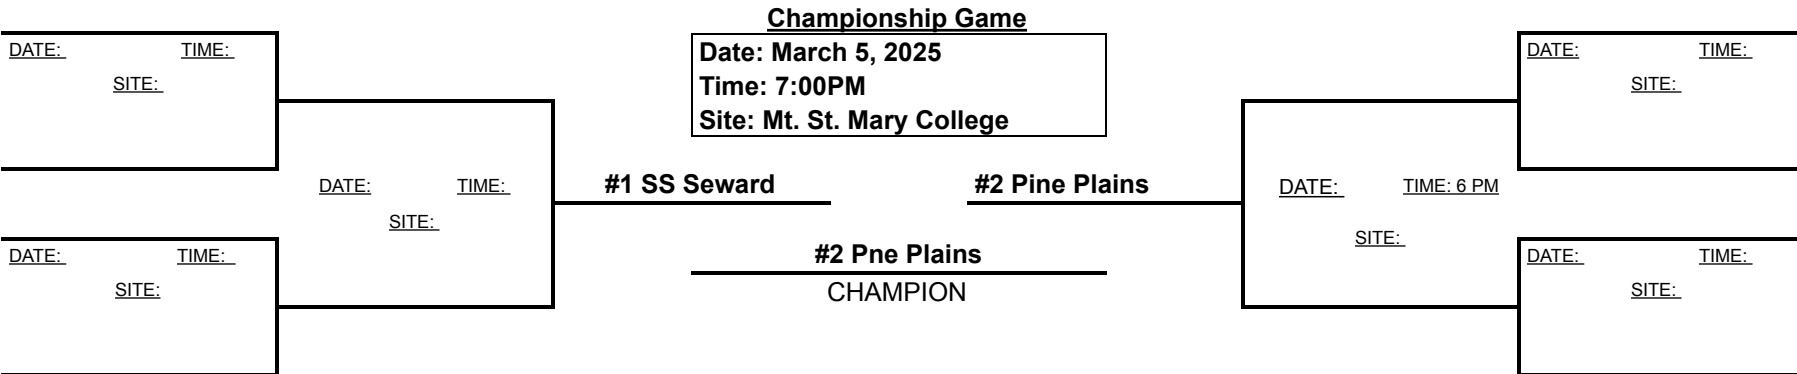 Championship Game
DATE: TIME:
SITE:
Date: March 5, 2025
Time: 7:00PM
Site: Mt. St. Mary College
DATE: TIME:
SITE:
DATE: TIME:
SITE:
#1 SS Seward
#2 Pine Plains
DATE: TIME: 6 PM
SITE:
DATE: TIME:
SITE:
#2 Pne Plains
CHAMPION
DATE: TIME:
SITE: